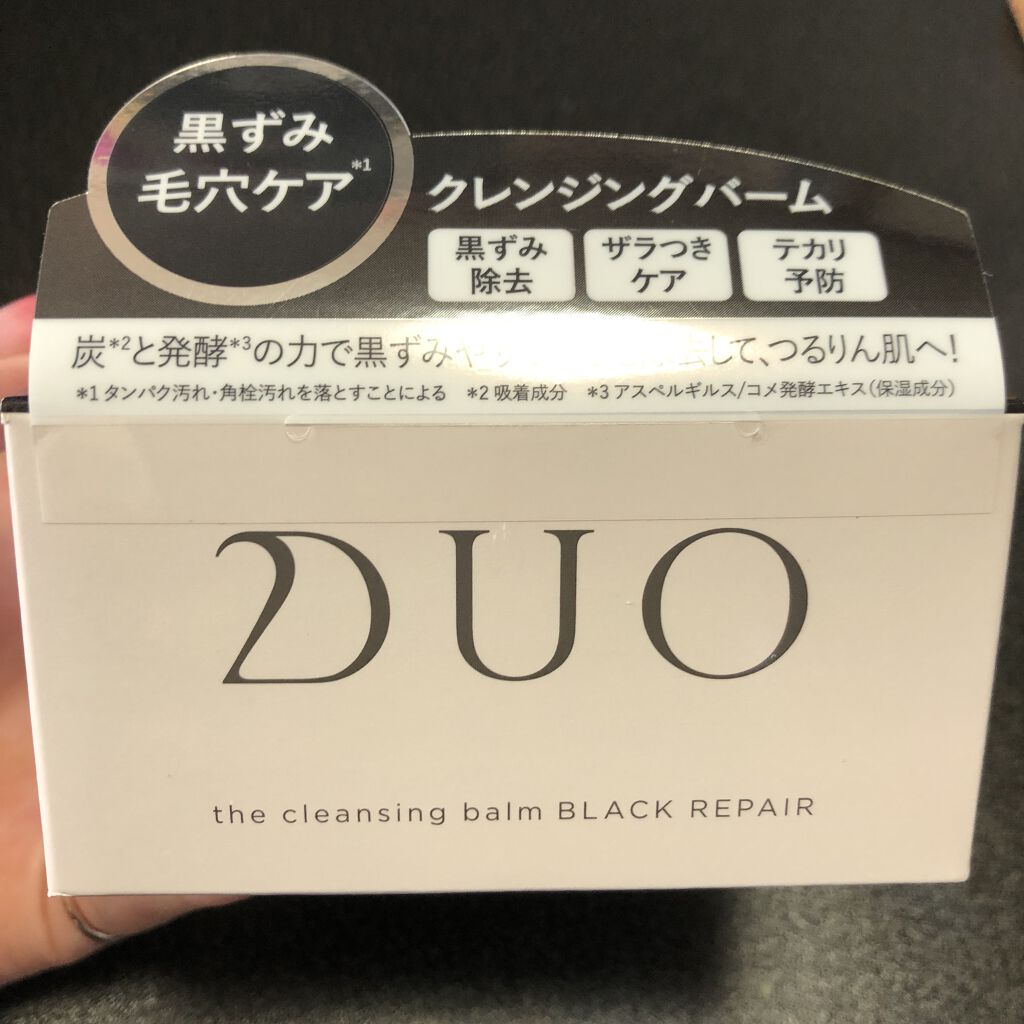 黒ずみ
毛穴ケア*1
クレンジングバーム
黒ずみ
除去
ザラつき
ケア
テカリ
予防
炭*2と発酵*3の力で黒ずみや して、つるりん肌へ!
*1 タンパク汚れ・角栓汚れを落とすことによる *2 吸着成分 *3 アスペルギルス/コメ発酵エキス(保湿成分)
DUO
the cleansing balm BLACK REPAIR